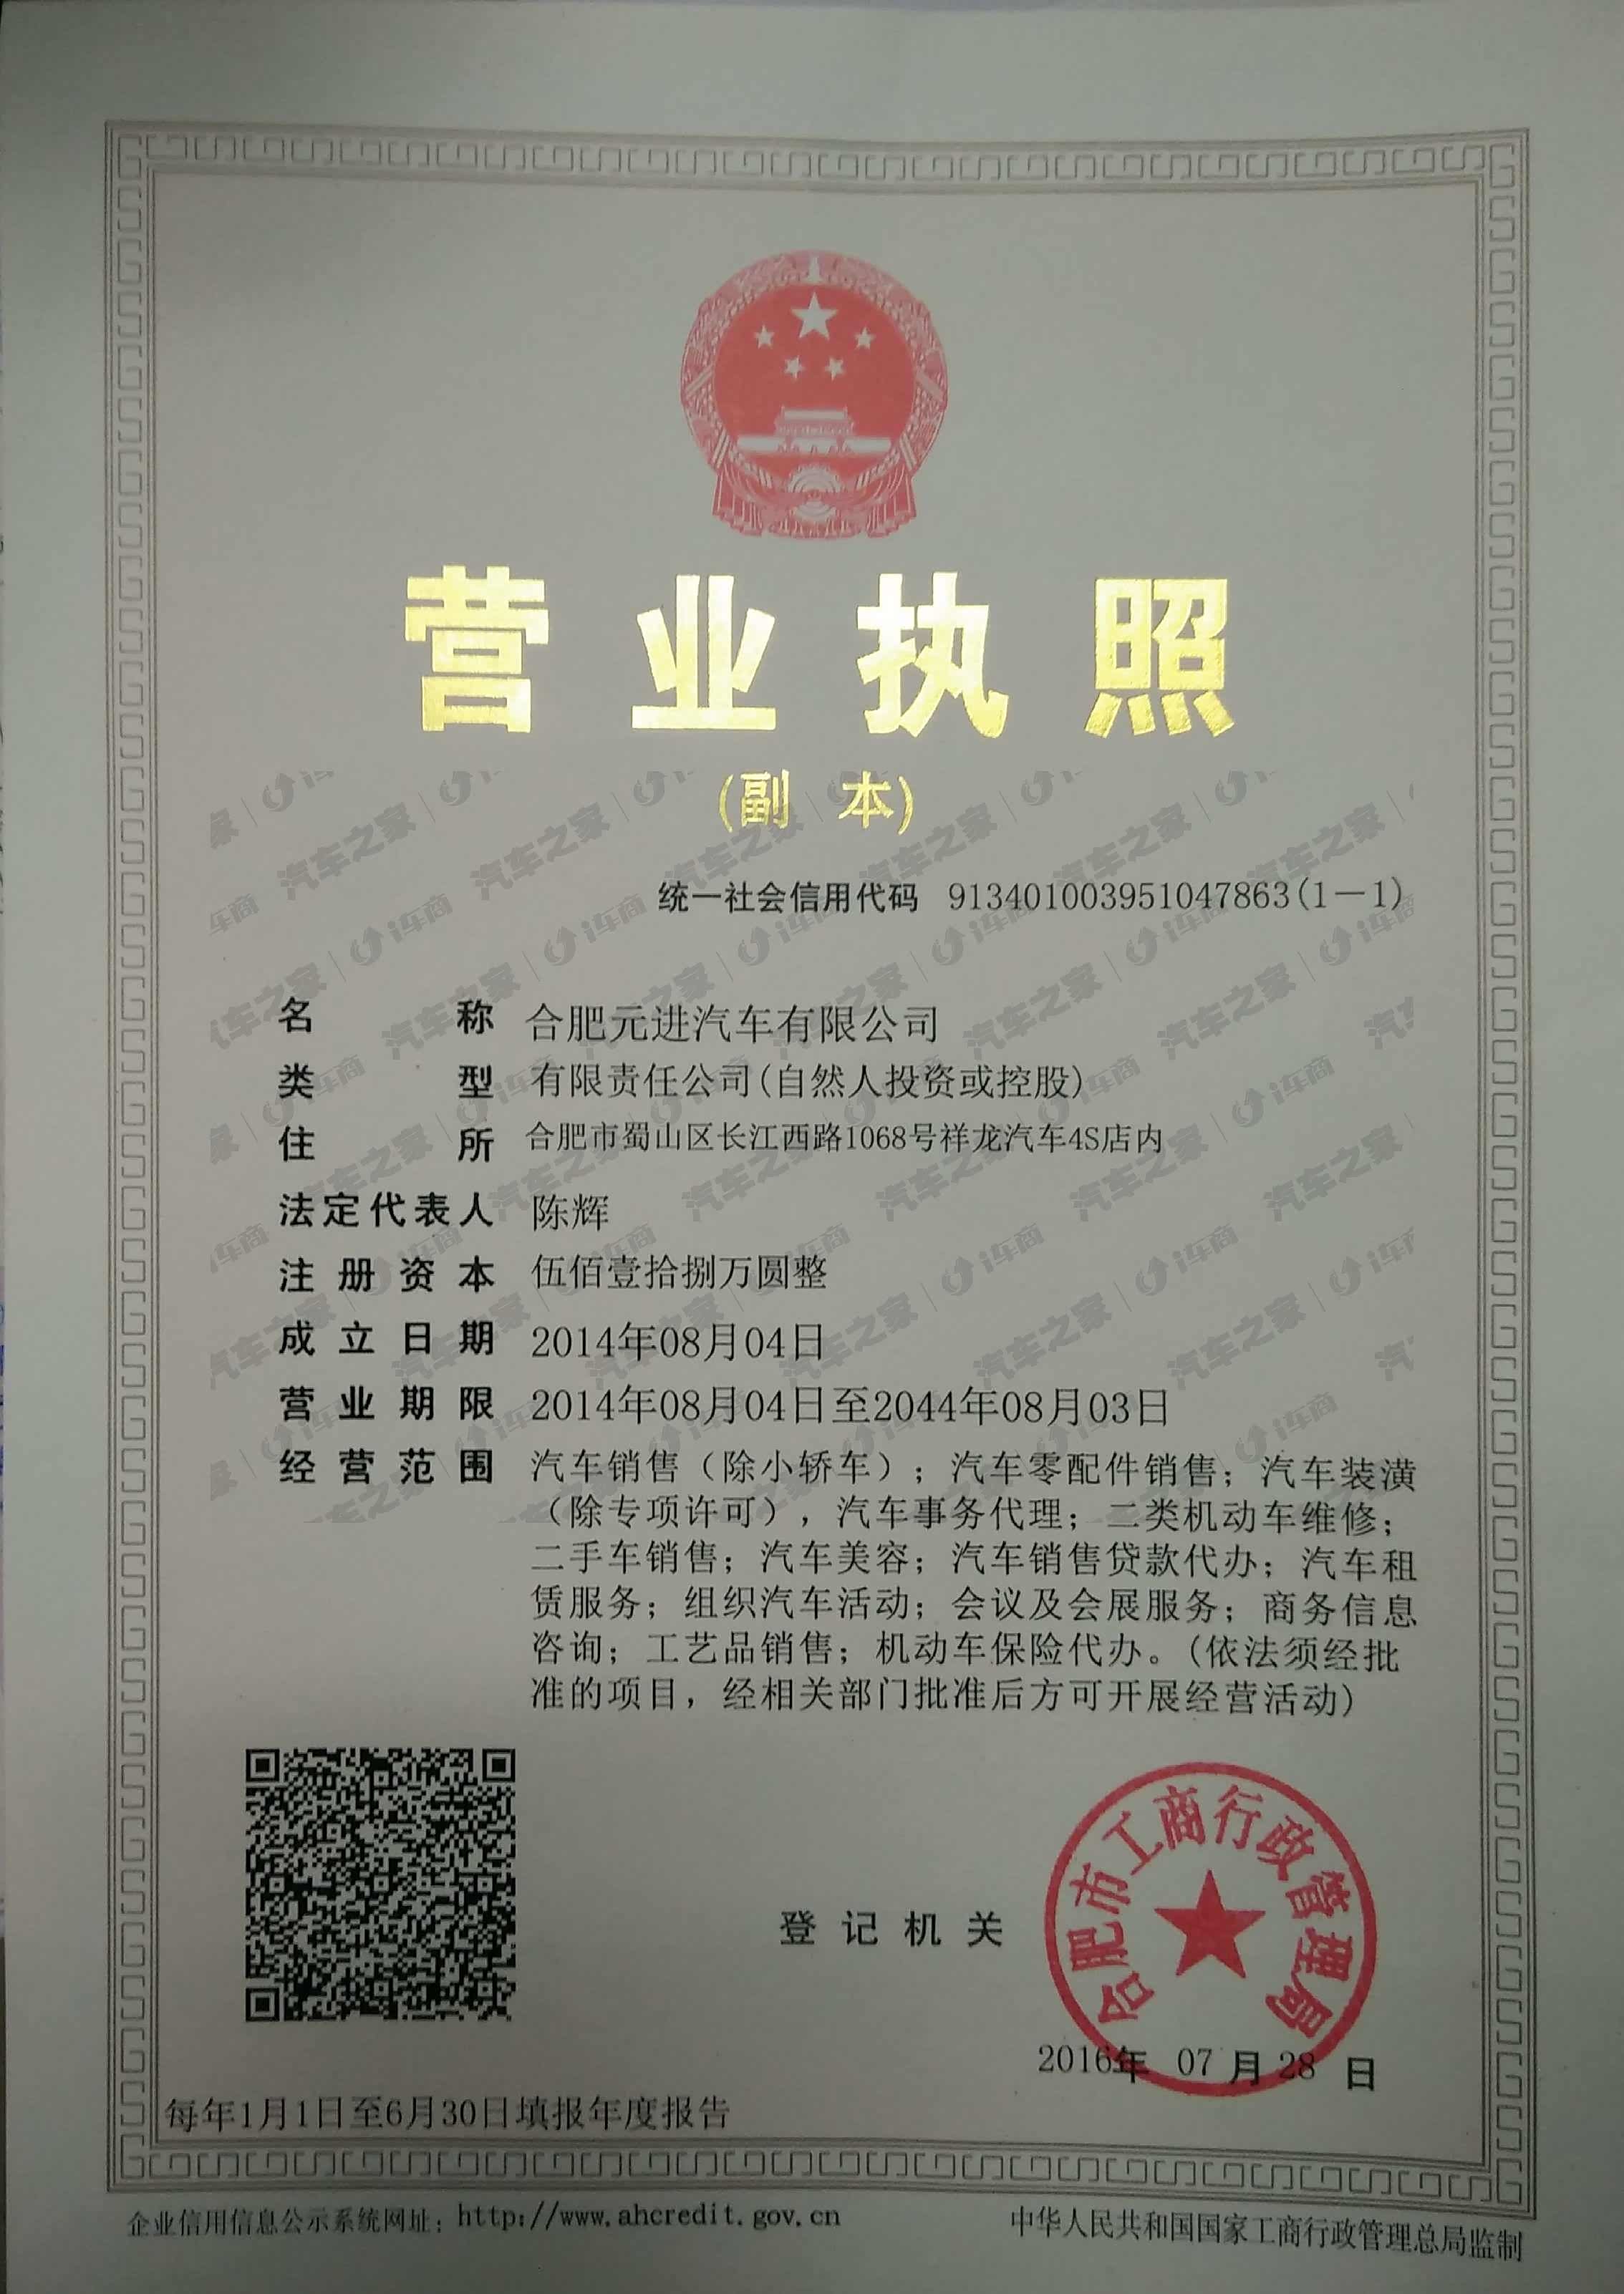 营业执照
(副 本)
统一社会信用代码 913401003951047863(1-1)
名 称 合肥元进汽车有限公司
类 型 有限责任公司(自然人投资或控股)
住 所 合肥市蜀山区长江西路1068号祥龙汽车4S店内
法定代表人 陈辉
注 册 资 本 伍佰壹拾捌万圆整
成 立 日 期 2014年08月04日
营 业 期 限 2014年08月04日至2044年08月03日
经 营 范 围 汽车销售（除小轿车）；汽车零配件销售；汽车装潢
（除专项许可），汽车事务代理；二类机动车维修；
二手车销售；汽车美容；汽车销售贷款代办；汽车租
赁服务；组织汽车活动；会议及会展服务；商务信息
咨询；工艺品销售；机动车保险代办。(依法须经批
准的项目，经相关部门批准后方可开展经营活动)
登 记 机 关
合肥市工商行政管理局
2016年 07 月 28 日
每年1月1日至6月30日填报年度报告
企业信用信息公示系统网址：http://www.ahcredit.gov.cn
中华人民共和国国家工商行政管理总局监制
汽车之家 | i车商